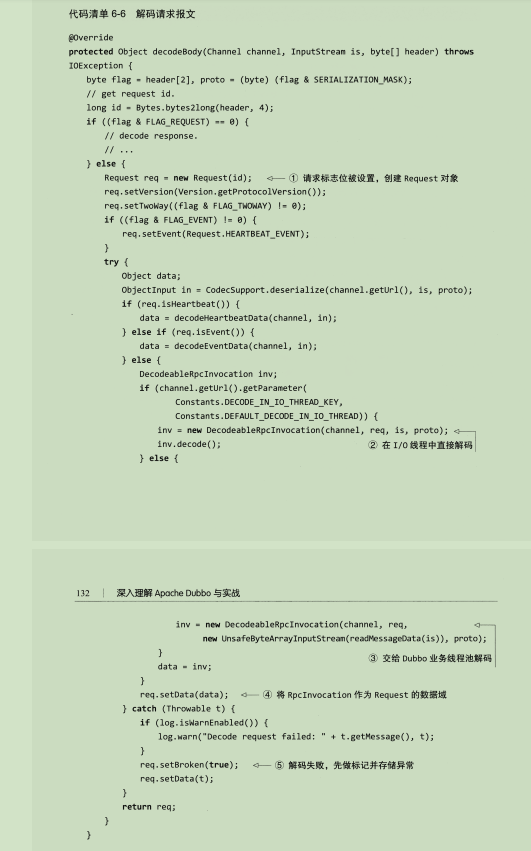 代码清单 6-6 解码请求报文
@Override
protected Object decodeBody(Channel channel, InputStream is, byte[] header) throws
IOException {
    byte flag = header[2], proto = (byte) (flag & SERIALIZATION_MASK);
    // get request id.
    long id = Bytes.bytes2long(header, 4);
    if ((flag & FLAG_REQUEST) == 0) {
        // decode response.
        // ...
    } else {
        Request req = new Request(id); ① 请求标志位被设置，创建 Request 对象
        req.setVersion(Version.getProtocolVersion());
        req.setTwoWay((flag & FLAG_TWOWAY) != 0);
        if ((flag & FLAG_EVENT) != 0) {
            req.setEvent(Request.HEARTBEAT_EVENT);
        }
        try {
            Object data;
            ObjectInput in = CodecSupport.deserialize(channel.getUrl(), is, proto);
            if (req.isHeartbeat()) {
                data = decodeHeartbeatData(channel, in);
            } else if (req.isEvent()) {
                data = decodeEventData(channel, in);
            } else {
                DecodeableRpcInvocation inv;
                if (channel.getUrl().getParameter(
                        Constants.DECODE_IN_IO_THREAD_KEY,
                        Constants.DEFAULT_DECODE_IN_IO_THREAD)) {
                    inv = new DecodeableRpcInvocation(channel, req, is, proto);
                    inv.decode(); ② 在 I/O 线程中直接解码
                } else {
132 | 深入理解 Apache Dubbo 与实战
                    inv = new DecodeableRpcInvocation(channel, req,
                            new UnsafeByteArrayInputStream(readMessageData(is)), proto);
                } ③ 交给 Dubbo 业务线程池解码
                data = inv;
            }
            req.setData(data); ④ 将 RpcInvocation 作为 Request 的数据域
        } catch (Throwable t) {
            if (log.isWarnEnabled()) {
                log.warn("Decode request failed: " + t.getMessage(), t);
            }
            req.setBroken(true); ⑤ 解码失败，先做标记并存储异常
            req.setData(t);
        }
        return req;
    }
}